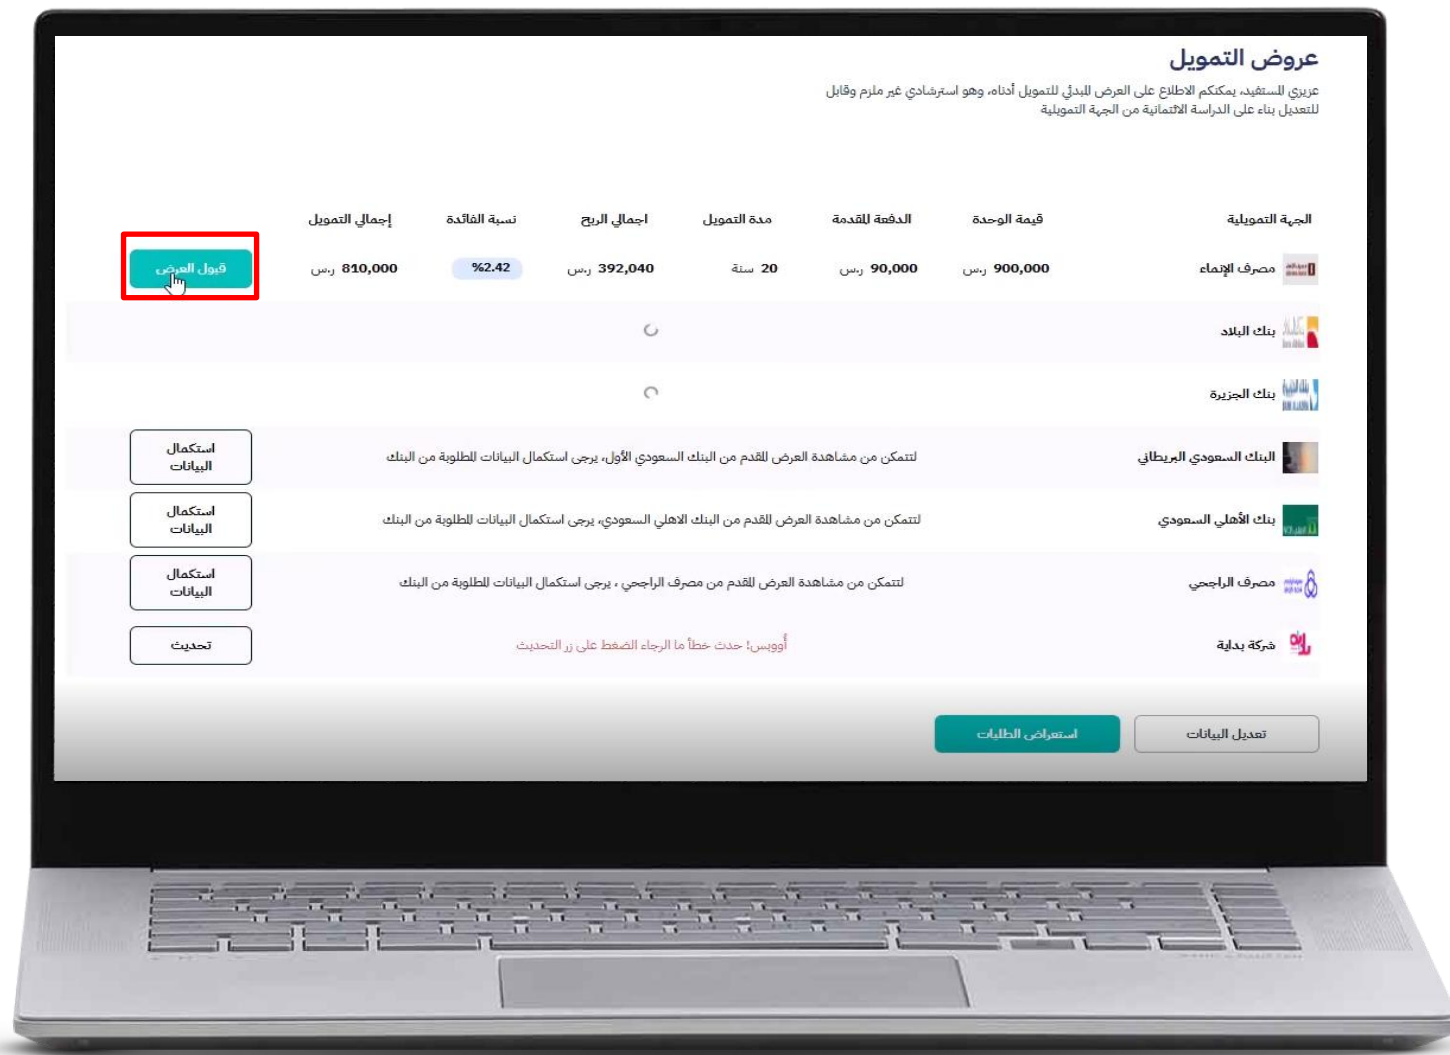 عروض التمويل
عزيزي المستفيد، يمكنكم الاطلاع على العرض المبدئي للتمويل أدناه، وهو استرشادي غير ملزم وقابل
للتعديل بناء على الدراسة الائتمانية من الجهة التمويلية
الجهة التمويلية قيمة الوحدة الدفعة المقدمة مدة التمويل اجمالي الربح نسبة الفائدة إجمالي التمويل
مصرف الإنماء 900,000 ر.س 90,000 ر.س 20 سنة 392,040 ر.س %2.42 810,000 ر.س قبول العرض
بنك البلاد
بنك الجزيرة
البنك السعودي البريطاني لتتمكن من مشاهدة العرض المقدم من البنك السعودي الأول، يرجى استكمال البيانات المطلوبة من البنك استكمال
البيانات
بنك الأهلي السعودي لتتمكن من مشاهدة العرض المقدم من البنك الاهلي السعودي، يرجى استكمال البيانات المطلوبة من البنك استكمال
البيانات
مصرف الراجحي لتتمكن من مشاهدة العرض المقدم من مصرف الراجحي ، يرجى استكمال البيانات المطلوبة من البنك استكمال
البيانات
شركة بداية أوويس! حدث خطأ ما الرجاء الضغط على زر التحديث تحديث
تعديل البيانات استعراض الطلبات